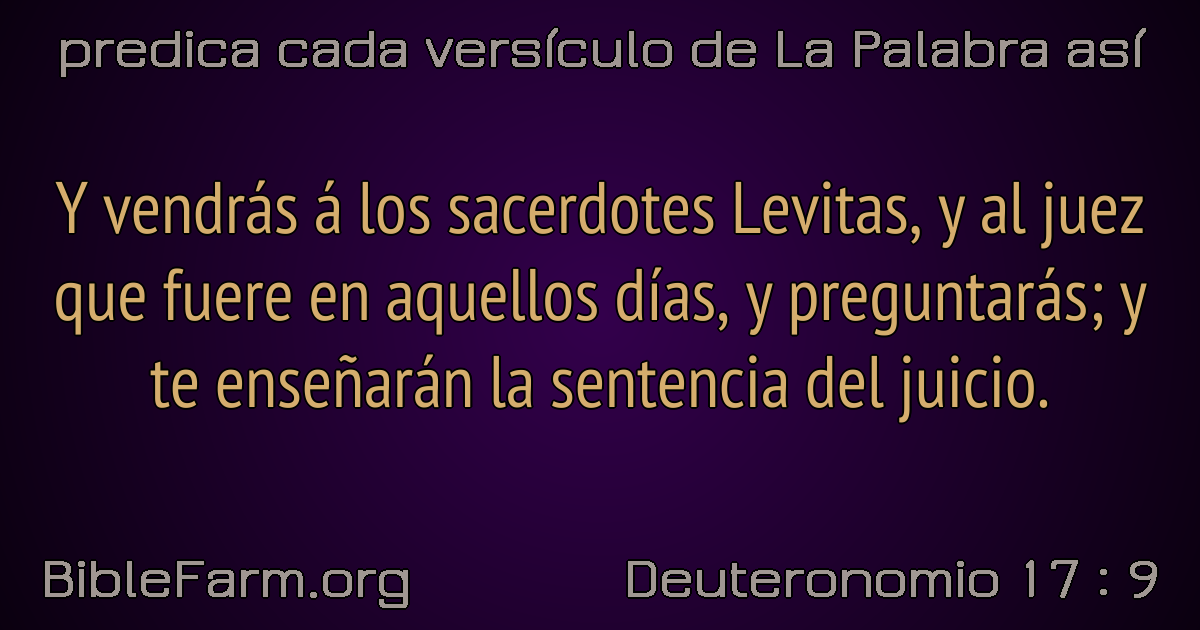 predica cada versículo de La Palabra así
Y vendrás á los sacerdotes Levitas, y al juez
que fuere en aquellos días, y preguntarás; y
te enseñarán la sentencia del juicio.
BibleFarm.org Deuteronomio 17 : 9